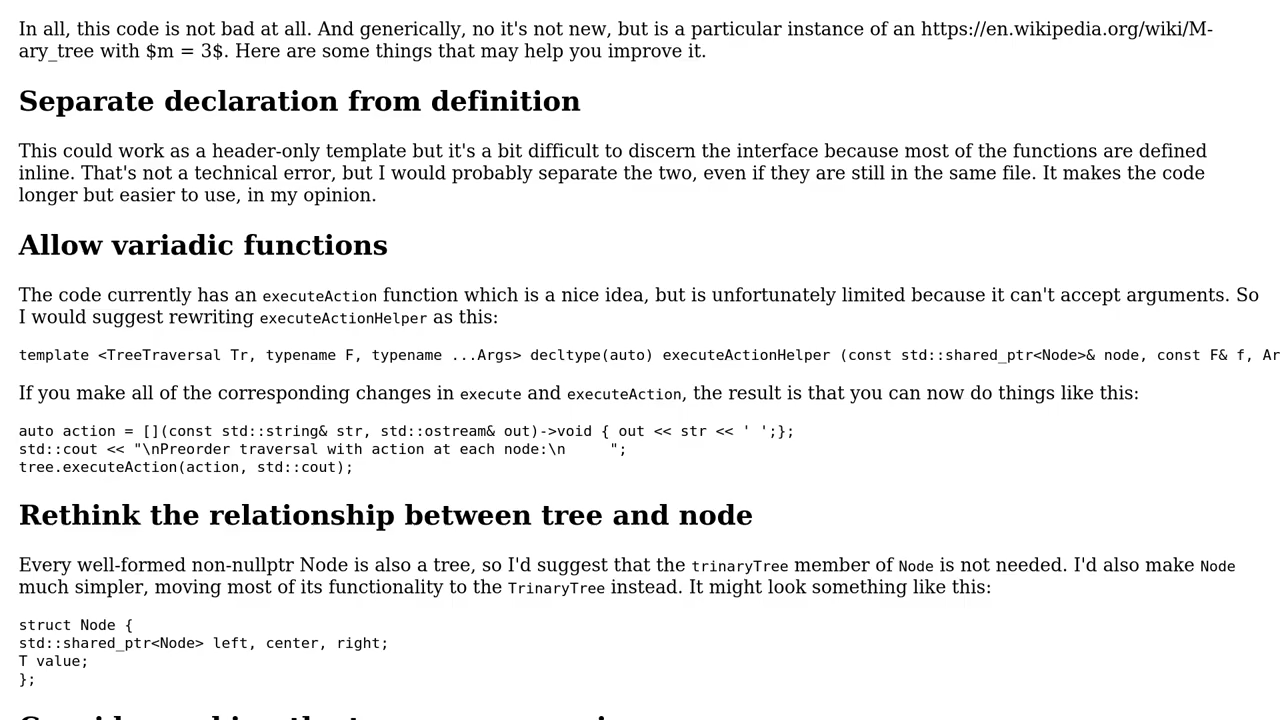 In all, this code is not bad at all. And generically, no it's not new, but is a particular instance of an https://en.wikipedia.org/wiki/M-
ary_tree with $m = 3$. Here are some things that may help you improve it.
Separate declaration from definition
This could work as a header-only template but it's a bit difficult to discern the interface because most of the functions are defined
inline. That's not a technical error, but I would probably separate the two, even if they are still in the same file. It makes the code
longer but easier to use, in my opinion.
Allow variadic functions
The code currently has an executeAction function which is a nice idea, but is unfortunately limited because it can't accept arguments. So
I would suggest rewriting executeActionHelper as this:
template <TreeTraversal Tr, typename F, typename ...Args> decltype(auto) executeActionHelper (const std::shared_ptr<Node>& node, const F& f, Ar
If you make all of the corresponding changes in execute and executeAction, the result is that you can now do things like this:
auto action = [](const std::string& str, std::ostream& out)->void { out << str << ' ';};
std::cout << "\nPreorder traversal with action at each node:\n     ";
tree.executeAction(action, std::cout);
Rethink the relationship between tree and node
Every well-formed non-nullptr Node is also a tree, so I'd suggest that the trinaryTree member of Node is not needed. I'd also make Node
much simpler, moving most of its functionality to the TrinaryTree instead. It might look something like this:
struct Node {
std::shared_ptr<Node> left, center, right;
T value;
};